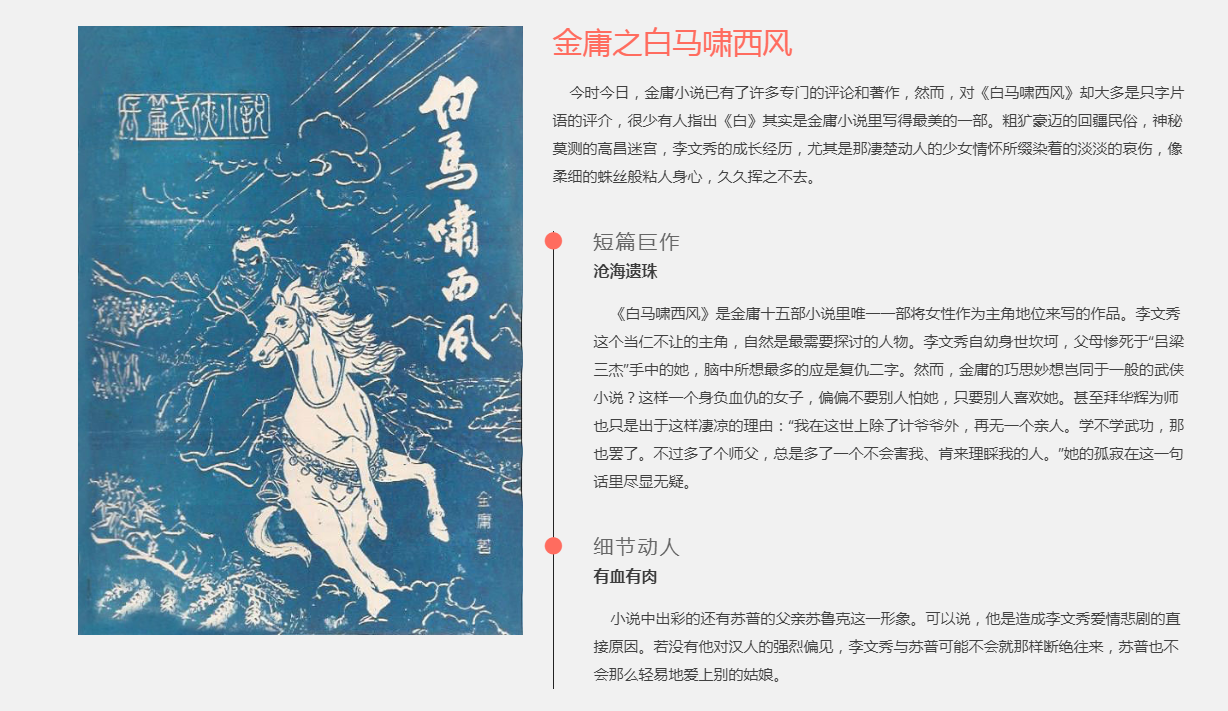 長篇武俠小說
白馬嘯西風
金庸著
金庸之白马啸西风
今时今日，金庸小说已有了许多专门的评论和著作，然而，对《白马啸西风》却大多是只字片
语的评介，很少有人指出《白》其实是金庸小说里写得最美的一部。粗犷豪迈的回疆民俗，神秘
莫测的高昌迷宫，李文秀的成长经历，尤其是那凄楚动人的少女情怀所缀染着的淡淡的哀伤，像
柔细的蛛丝般粘人身心，久久挥之不去。
短篇巨作
沧海遗珠
《白马啸西风》是金庸十五部小说里唯一一部将女性作为主角地位来写的作品。李文秀
这个当仁不让的主角，自然是最需要探讨的人物。李文秀自幼身世坎坷，父母惨死于“吕梁
三杰”手中的她，脑中所想最多的应是复仇二字。然而，金庸的巧思妙想岂同于一般的武侠
小说？这样一个身负血仇的女子，偏偏不要别人怕她，只要别人喜欢她。甚至拜华辉为师
也只是出于这样凄凉的理由：“我在这世上除了计爷爷外，再无一个亲人。学不学武功，那
也罢了。不过多了个师父，总是多了一个不会害我、肯来理睬我的人。”她的孤寂在这一句
话里尽显无疑。
细节动人
有血有肉
小说中出彩的还有苏普的父亲苏鲁克这一形象。可以说，他是造成李文秀爱情悲剧的直
接原因。若没有他对汉人的强烈偏见，李文秀与苏普可能不会就那样断绝往来，苏普也不
会那么轻易地爱上别的姑娘。